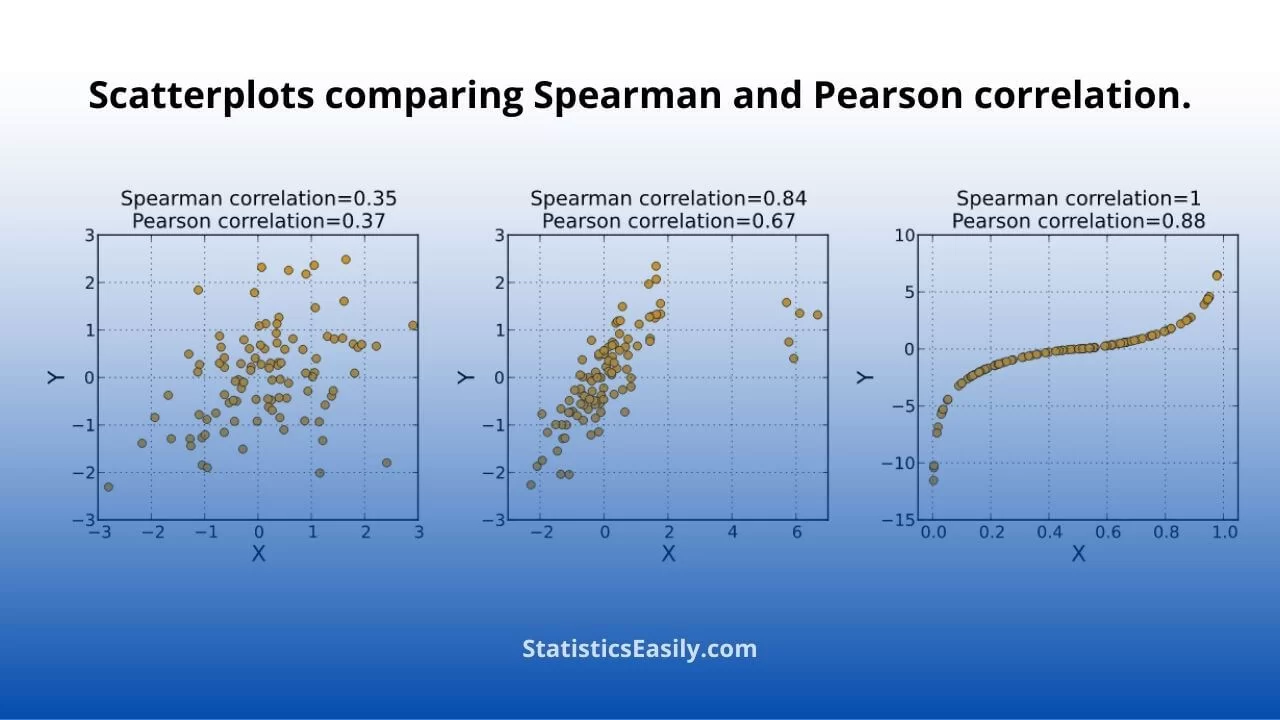 Scatterplots comparing Spearman and Pearson correlation.
Spearman correlation=0.35
Pearson correlation=0.37
3
2
1
0
−1
−2
−3
Y
−3 −2 −1 0 1 2 3
X
Spearman correlation=0.84
Pearson correlation=0.67
3
2
1
0
−1
−2
−3
Y
−2 0 2 4 6
X
Spearman correlation=1
Pearson correlation=0.88
10
5
0
−5
−10
−15
Y
0.0 0.2 0.4 0.6 0.8 1.0
X
StatisticsEasily.com